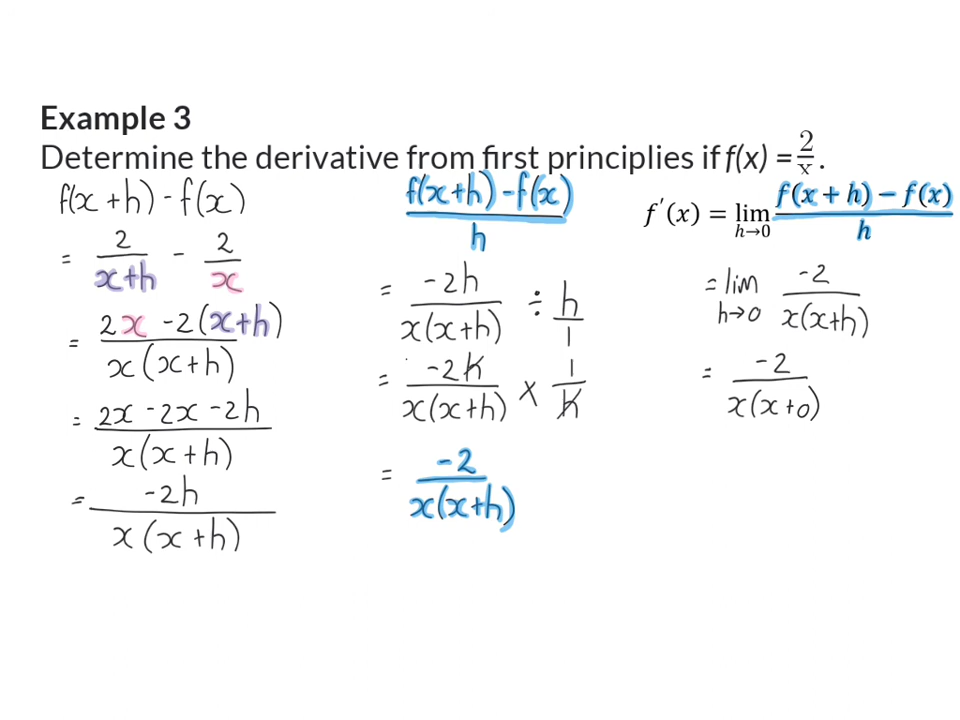 Example 3
Determine the derivative from first principlies if f(x) = 2/x.
f(x + h) - f(x)
= 2/(x+h) - 2/x
= (2x - 2(x+h))/(x(x+h))
= (2x - 2x - 2h)/(x(x+h))
= -2h/(x(x+h))
(f(x+h) - f(x))/h
= -2h/(x(x+h)) ÷ h/1
= -2h/(x(x+h)) × 1/h
= -2/(x(x+h))
f′(x) = lim h→0 (f(x + h) − f(x))/h
= lim h→0 -2/(x(x+h))
= -2/(x(x+0))